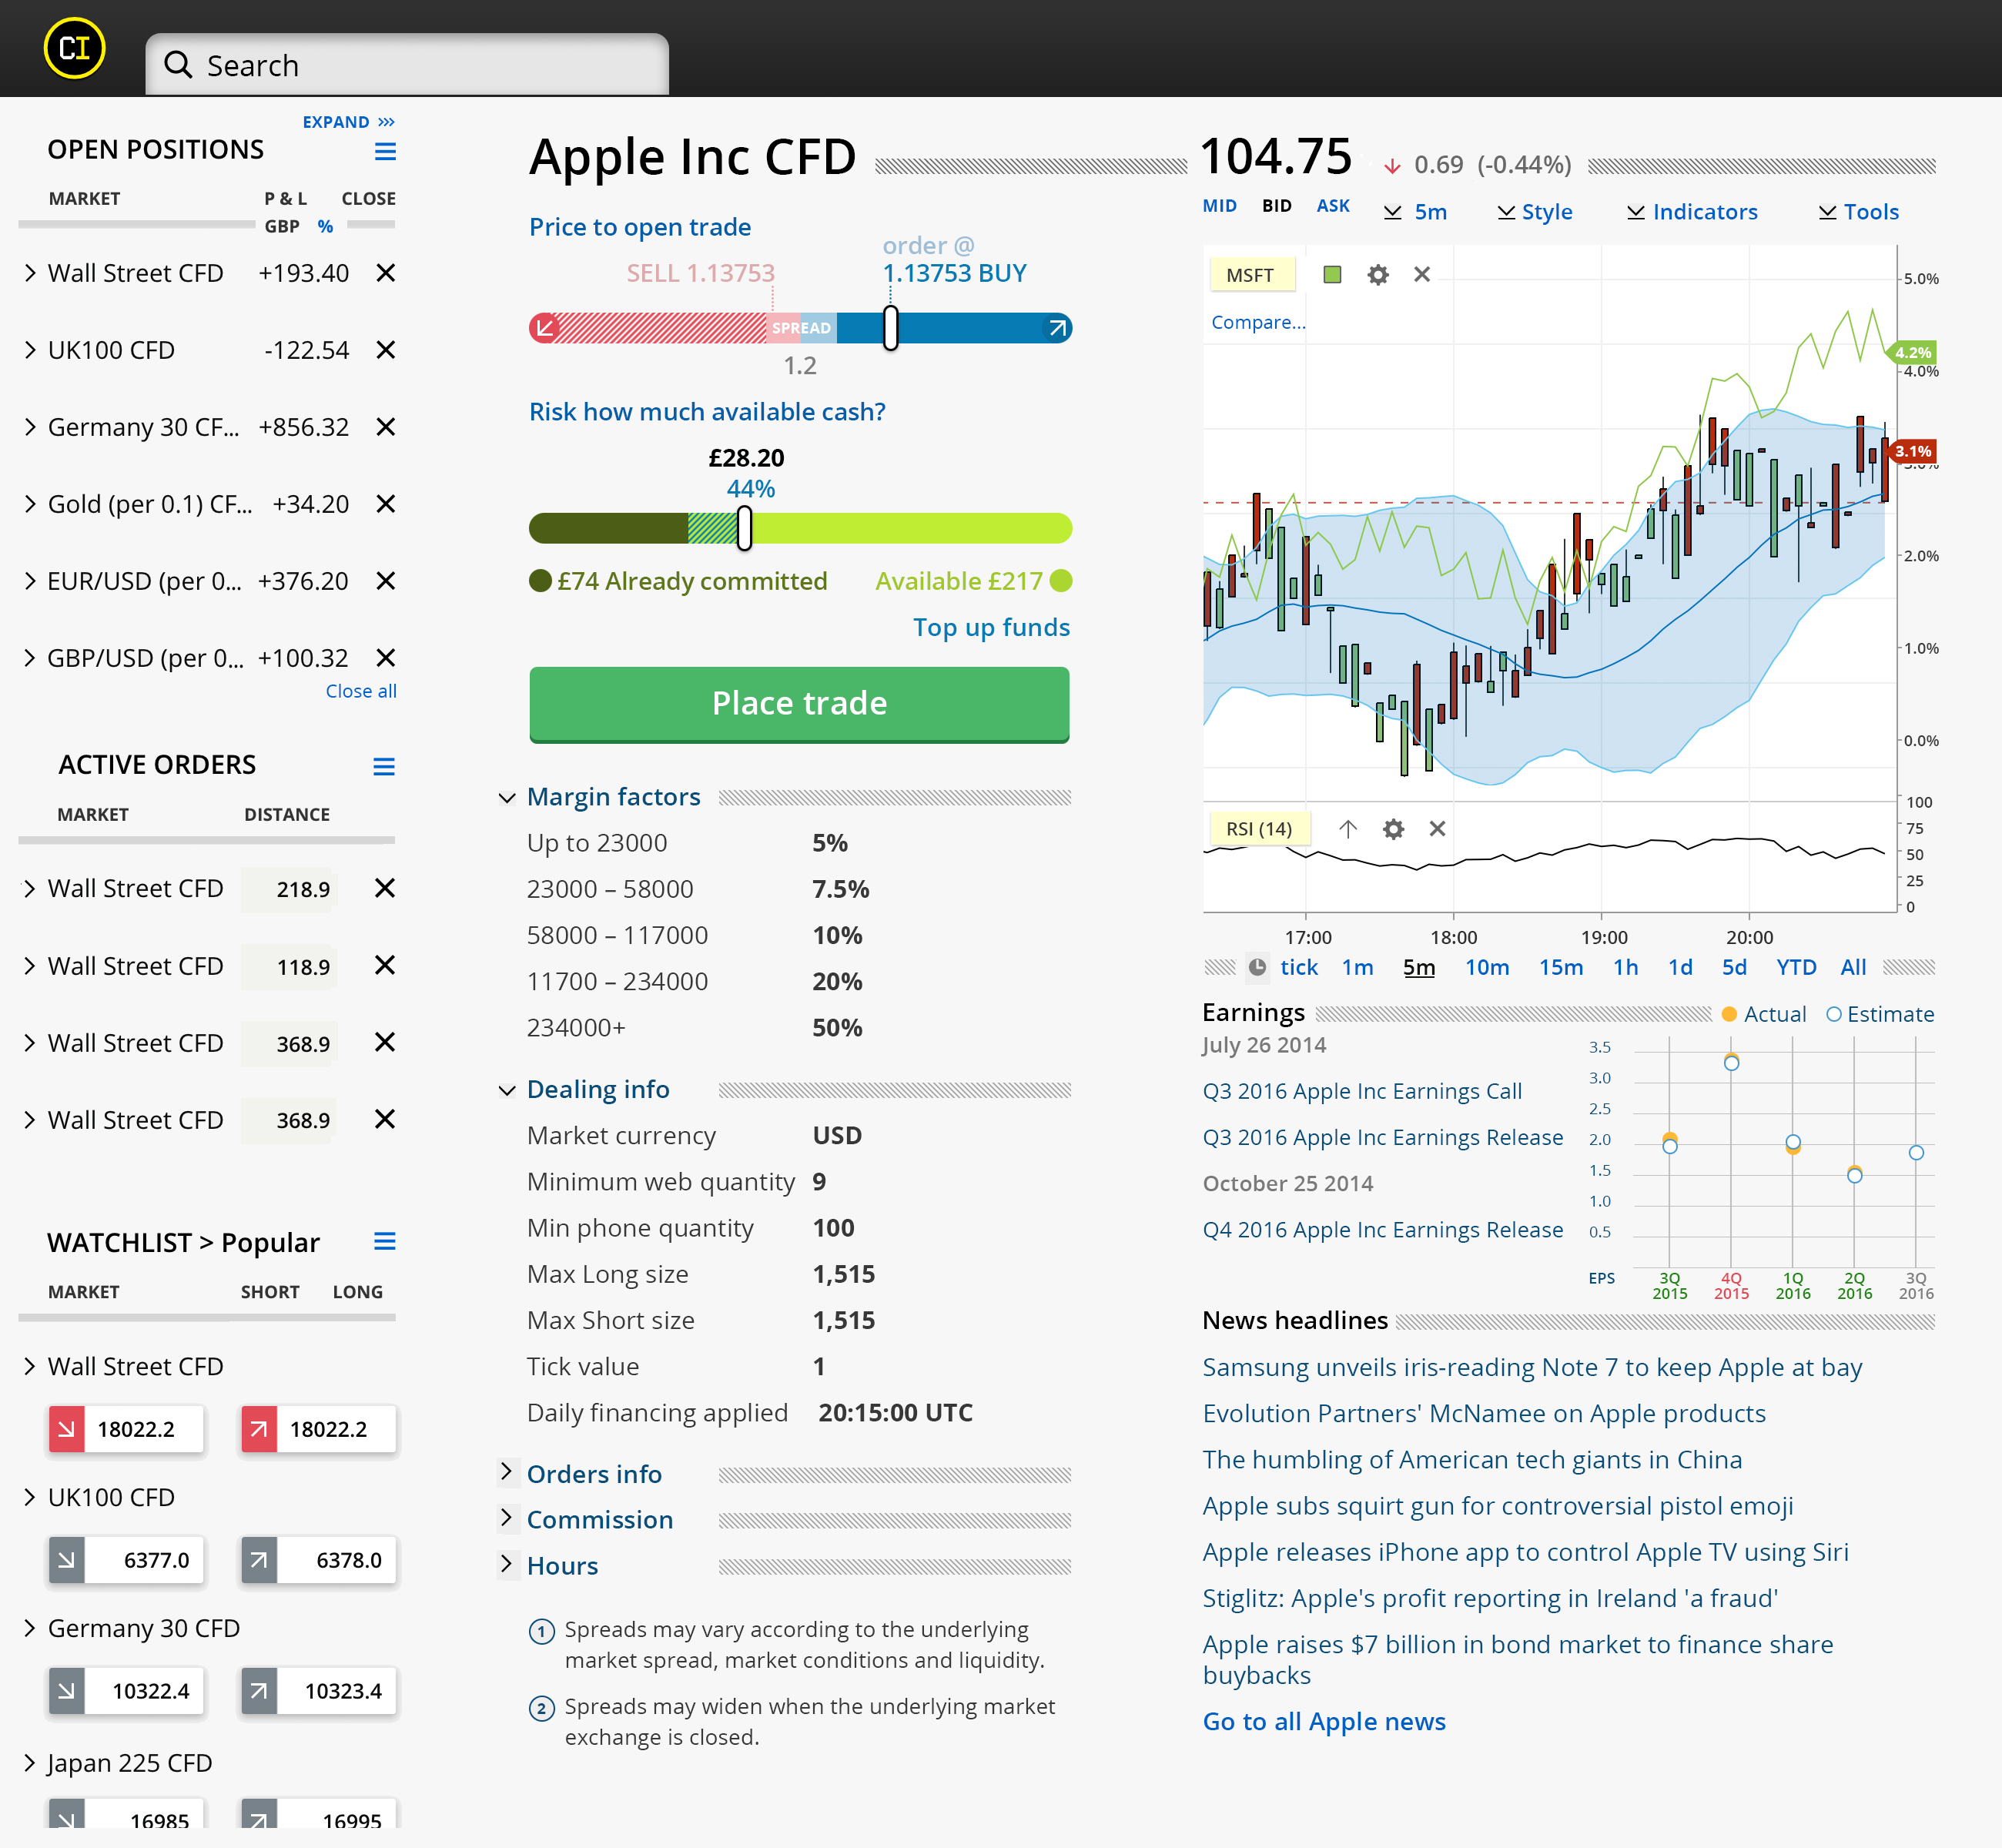 CI
Search
EXPAND >>>
OPEN POSITIONS
MARKET P & L CLOSE
GBP %
Wall Street CFD +193.40
UK100 CFD -122.54
Germany 30 CF... +856.32
Gold (per 0.1) CF... +34.20
EUR/USD (per 0... +376.20
GBP/USD (per 0... +100.32
Close all
ACTIVE ORDERS
MARKET DISTANCE
Wall Street CFD 218.9
Wall Street CFD 118.9
Wall Street CFD 368.9
Wall Street CFD 368.9
WATCHLIST > Popular
MARKET SHORT LONG
Wall Street CFD
18022.2 18022.2
UK100 CFD
6377.0 6378.0
Germany 30 CFD
10322.4 10323.4
Japan 225 CFD
16985 16995
Apple Inc CFD
Price to open trade
order @
SELL 1.13753 1.13753 BUY
SPREAD
1.2
Risk how much available cash?
£28.20
44%
£74 Already committed Available £217
Top up funds
Place trade
Margin factors
Up to 23000 5%
23000 – 58000 7.5%
58000 – 117000 10%
11700 – 234000 20%
234000+ 50%
Dealing info
Market currency USD
Minimum web quantity 9
Min phone quantity 100
Max Long size 1,515
Max Short size 1,515
Tick value 1
Daily financing applied 20:15:00 UTC
Orders info
Commission
Hours
1 Spreads may vary according to the underlying
market spread, market conditions and liquidity.
2 Spreads may widen when the underlying market
exchange is closed.
104.75 0.69 (-0.44%)
MID BID ASK 5m Style Indicators Tools
MSFT
Compare...
5.0%
4.2%
4.0%
3.1%
3.0%
2.0%
1.0%
0.0%
RSI (14)
100
75
50
25
0
17:00 18:00 19:00 20:00
tick 1m 5m 10m 15m 1h 1d 5d YTD All
Earnings Actual Estimate
July 26 2014
Q3 2016 Apple Inc Earnings Call
Q3 2016 Apple Inc Earnings Release
October 25 2014
Q4 2016 Apple Inc Earnings Release
3.5
3.0
2.5
2.0
1.5
1.0
0.5
EPS 3Q 4Q 1Q 2Q 3Q
2015 2015 2016 2016 2016
News headlines
Samsung unveils iris-reading Note 7 to keep Apple at bay
Evolution Partners' McNamee on Apple products
The humbling of American tech giants in China
Apple subs squirt gun for controversial pistol emoji
Apple releases iPhone app to control Apple TV using Siri
Stiglitz: Apple's profit reporting in Ireland 'a fraud'
Apple raises $7 billion in bond market to finance share
buybacks
Go to all Apple news